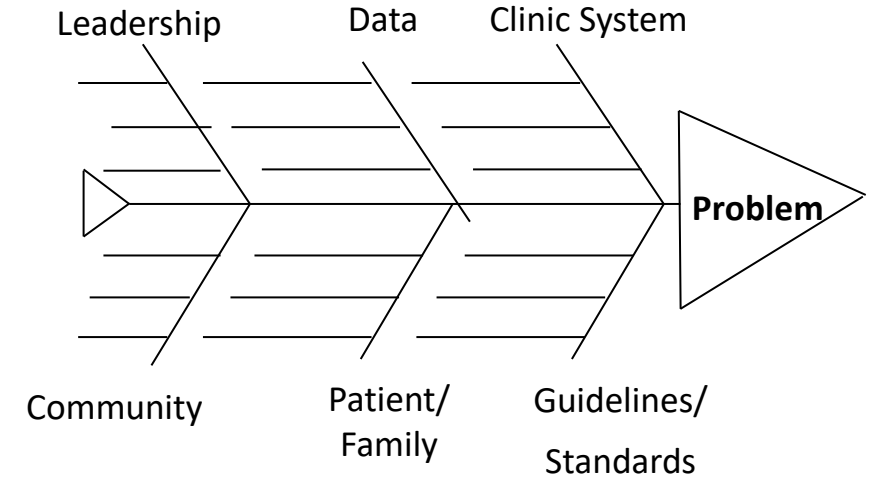 Leadership
Data
Clinic System
Problem
Community
Patient/
Family
Guidelines/
Standards